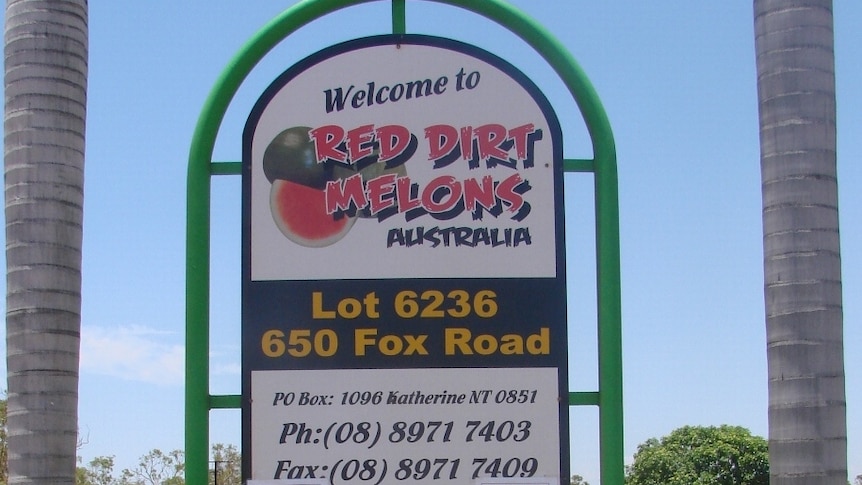 Welcome to
RED DIRT
MELONS
AUSTRALIA
Lot 6236
650 Fox Road
PO Box: 1096 Katherine NT 0851
Ph:(08) 8971 7403
Fax:(08) 8971 7409